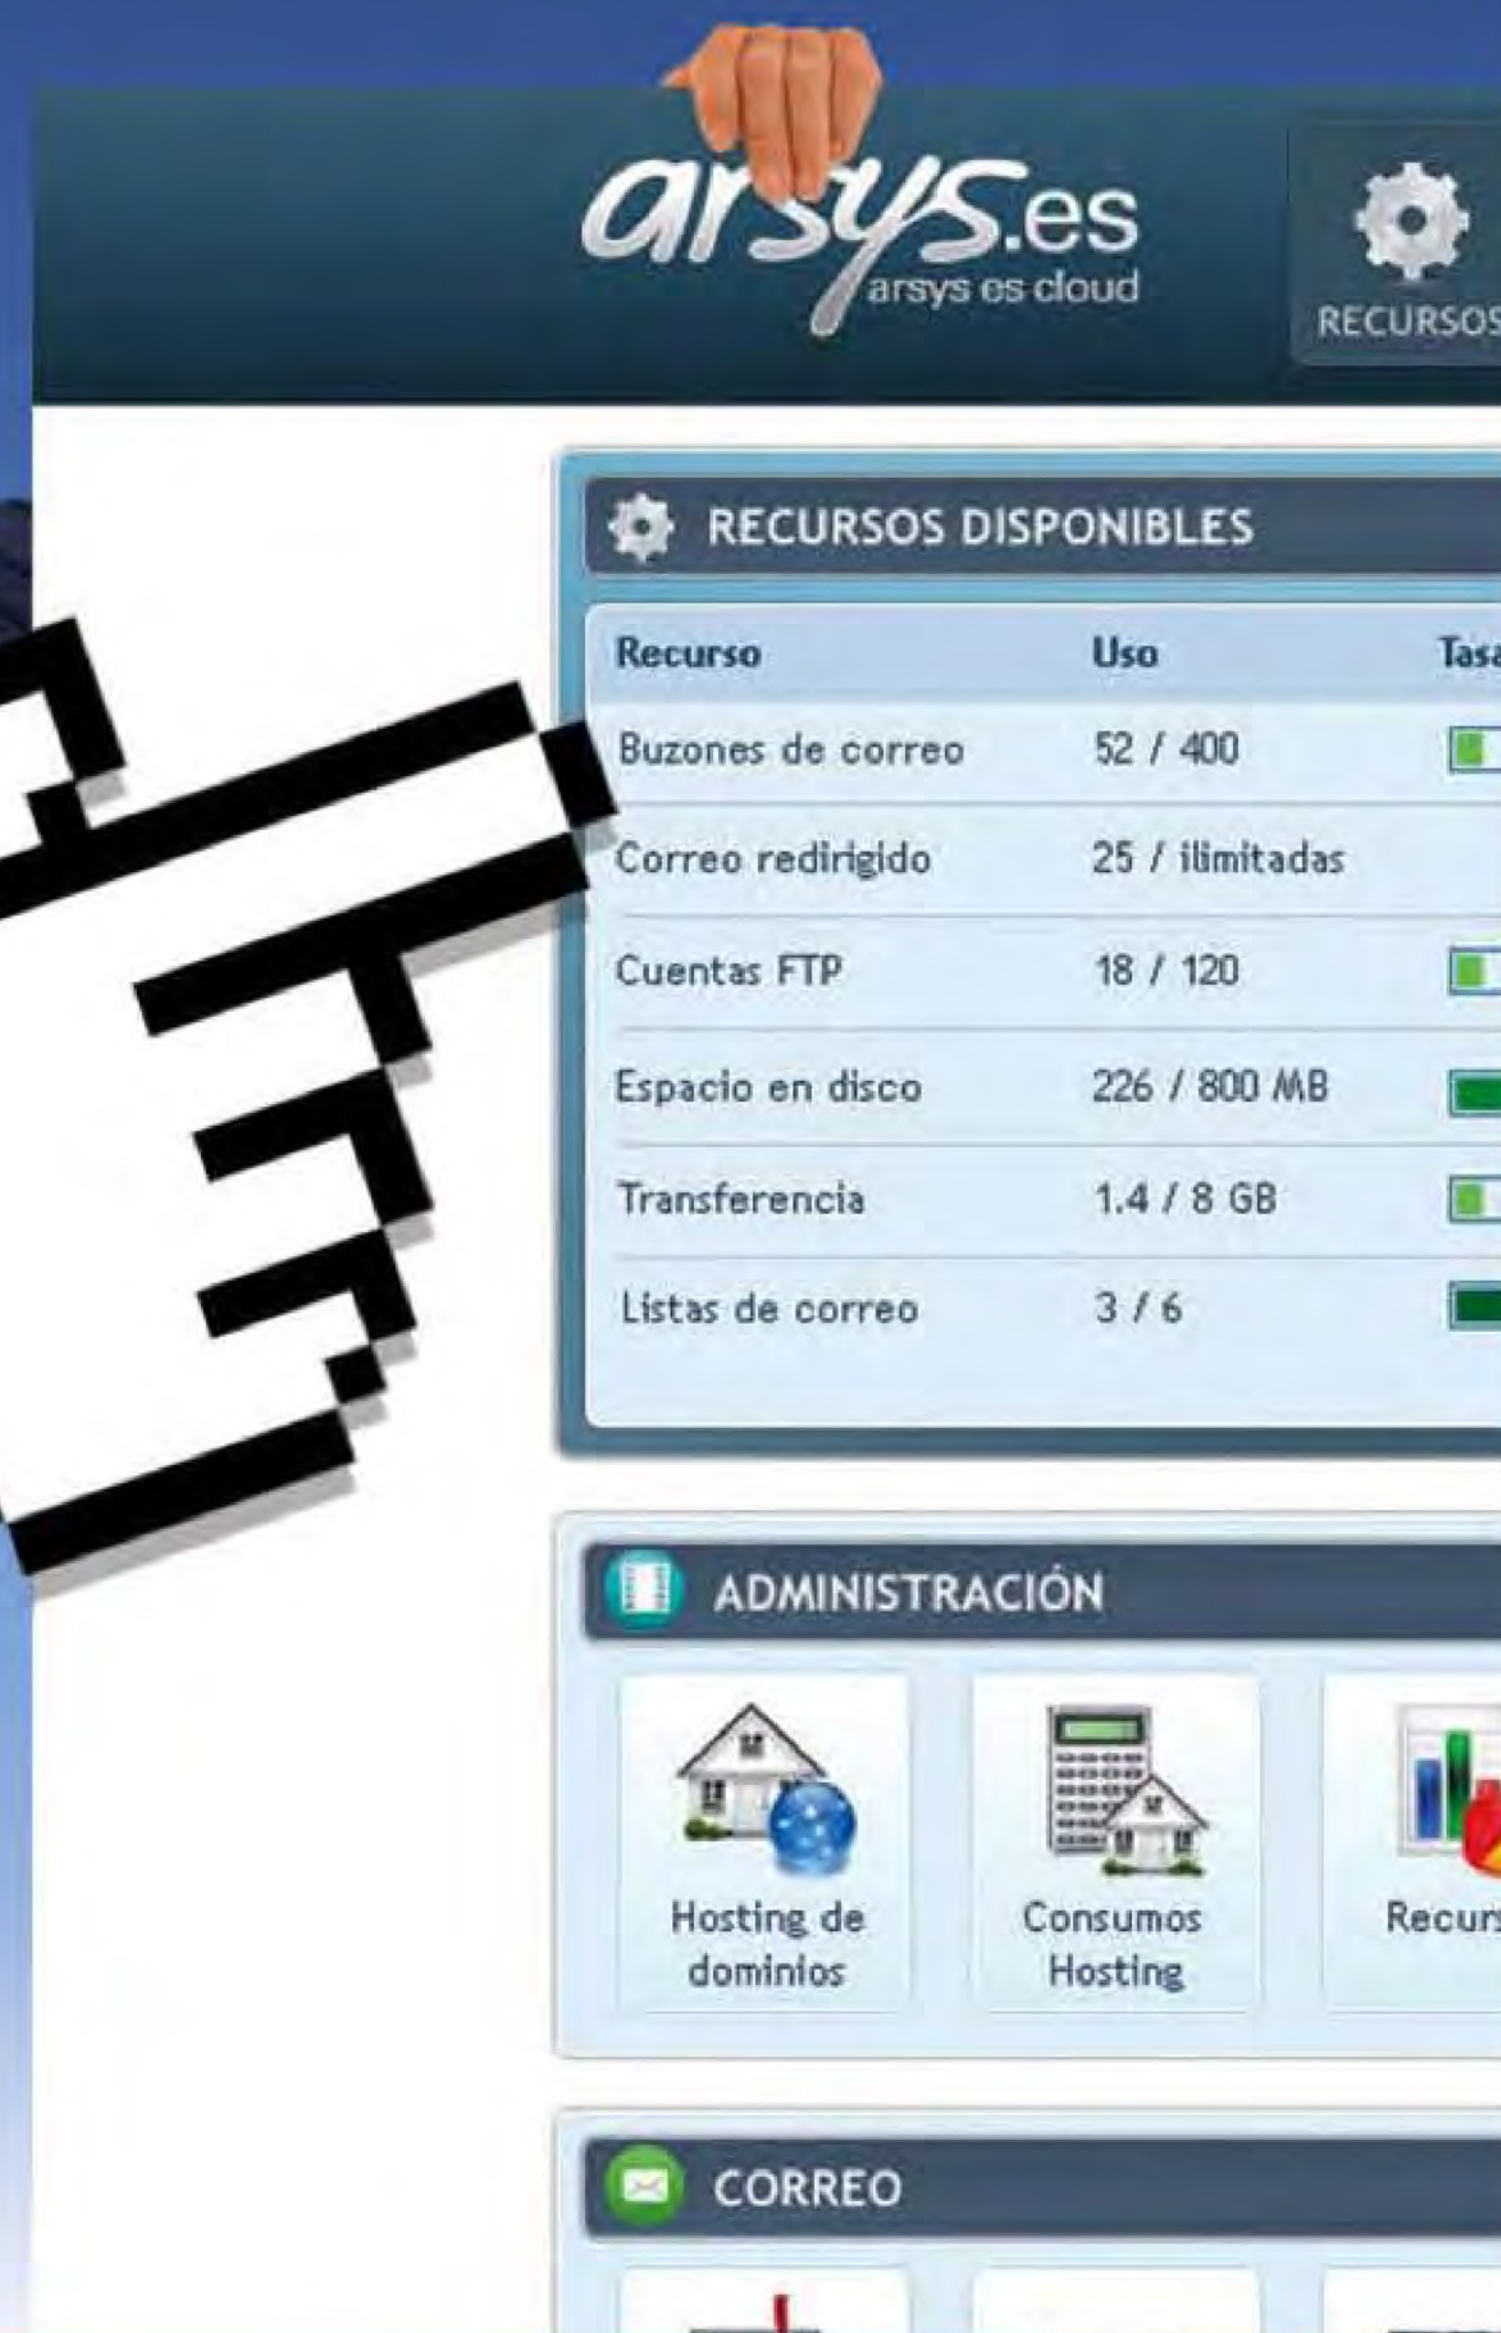 arsys.es
arsys es cloud
RECURSOS
RECURSOS DISPONIBLES
Recurso Uso Tasa
Buzones de correo 52 / 400
Correo redirigido 25 / ilimitadas
Cuentas FTP 18 / 120
Espacio en disco 226 / 800 MB
Transferencia 1.4 / 8 GB
Listas de correo 3 / 6
ADMINISTRACIÓN
Hosting de
dominios
Consumos
Hosting
Recurs
CORREO